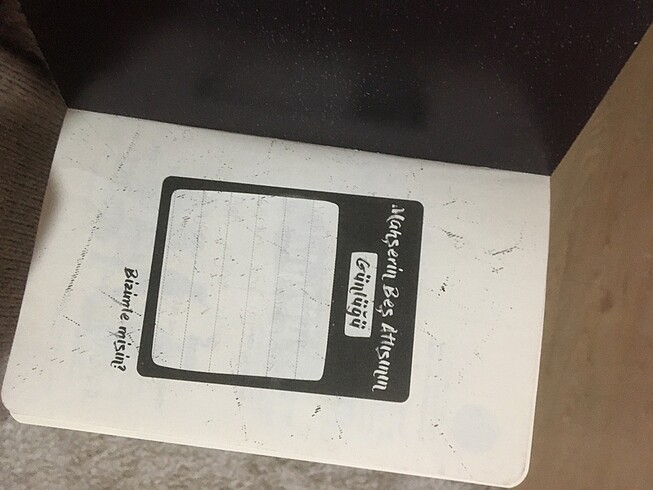 Mahşerin Beş Atlısının
Günlüğü
Bizimle misin?